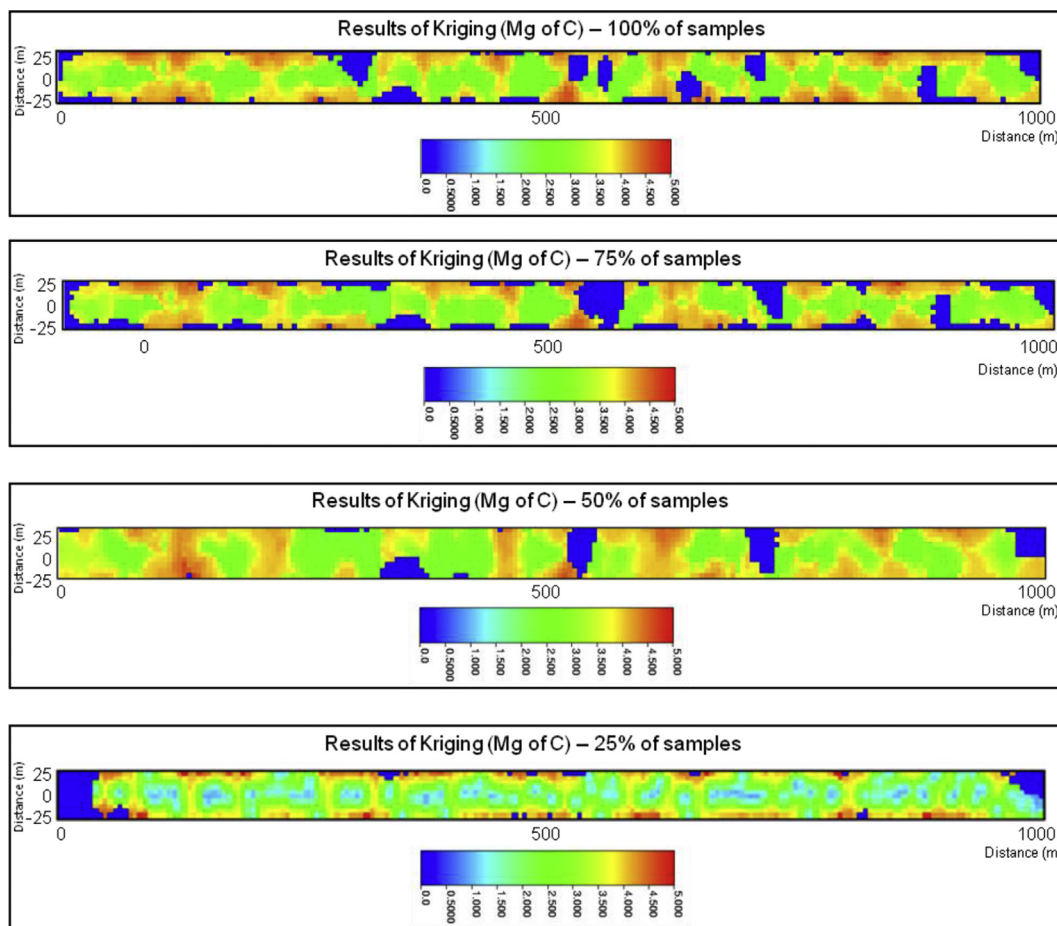 Results of Kriging (Mg of C) – 100% of samples
Distance (m)
25
0
−25
0 500 1000
Distance (m)
0.0 0.5000 1.000 1.500 2.000 2.500 3.000 3.500 4.000 4.500 5.000
Results of Kriging (Mg of C) – 75% of samples
Distance (m)
25
0
−25
0 500 1000
Distance (m)
0.0 0.5000 1.000 1.500 2.000 2.500 3.000 3.500 4.000 4.500 5.000
Results of Kriging (Mg of C) – 50% of samples
Distance (m)
25
0
−25
0 500 1000
Distance (m)
0.0 0.5000 1.000 1.500 2.000 2.500 3.000 3.500 4.000 4.500 5.000
Results of Kriging (Mg of C) – 25% of samples
Distance (m)
25
0
−25
0 500 1000
Distance (m)
0.0 0.5000 1.000 1.500 2.000 2.500 3.000 3.500 4.000 4.500 5.000